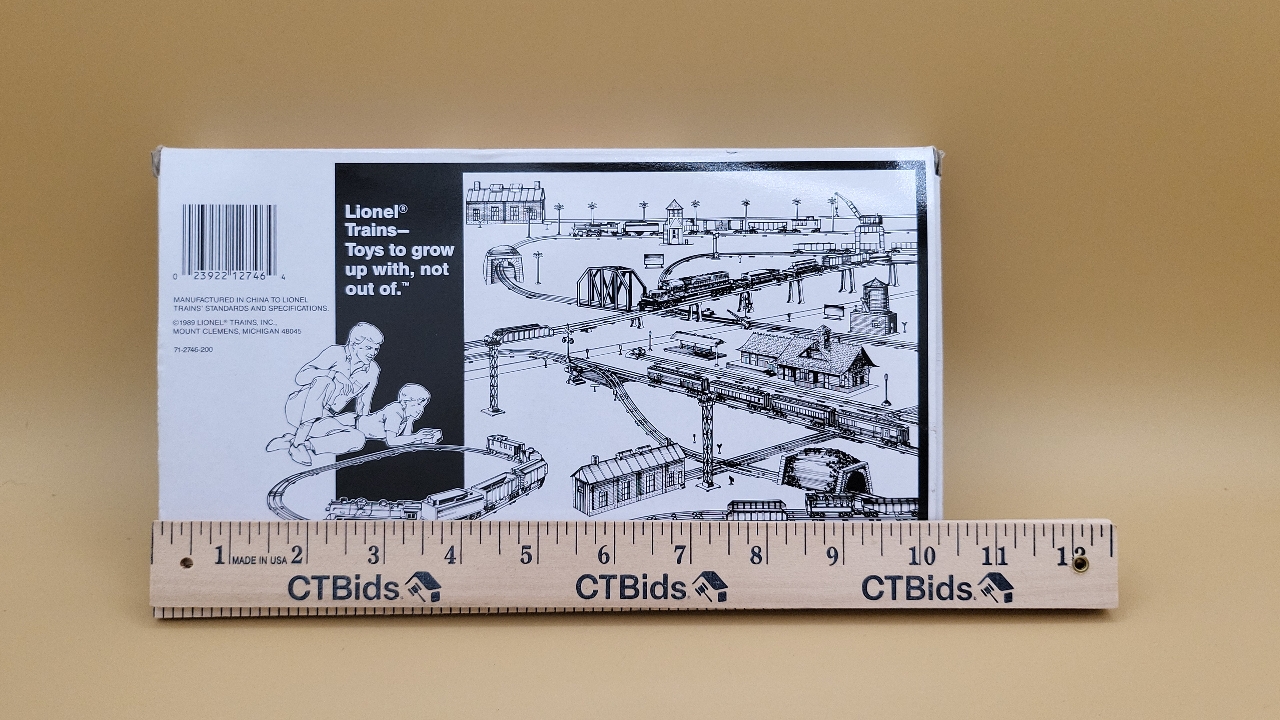 Lionel®
Trains—
Toys to grow
up with, not
out of.™
0 23922 12746 4
MANUFACTURED IN CHINA TO LIONEL
TRAINS' STANDARDS AND SPECIFICATIONS.
©1989 LIONEL® TRAINS, INC.,
MOUNT CLEMENS, MICHIGAN 48045
71-2746-200
1 MADE IN USA 2 3 4 5 6 7 8 9 10 11 12
CTBids. CTBids. CTBids.